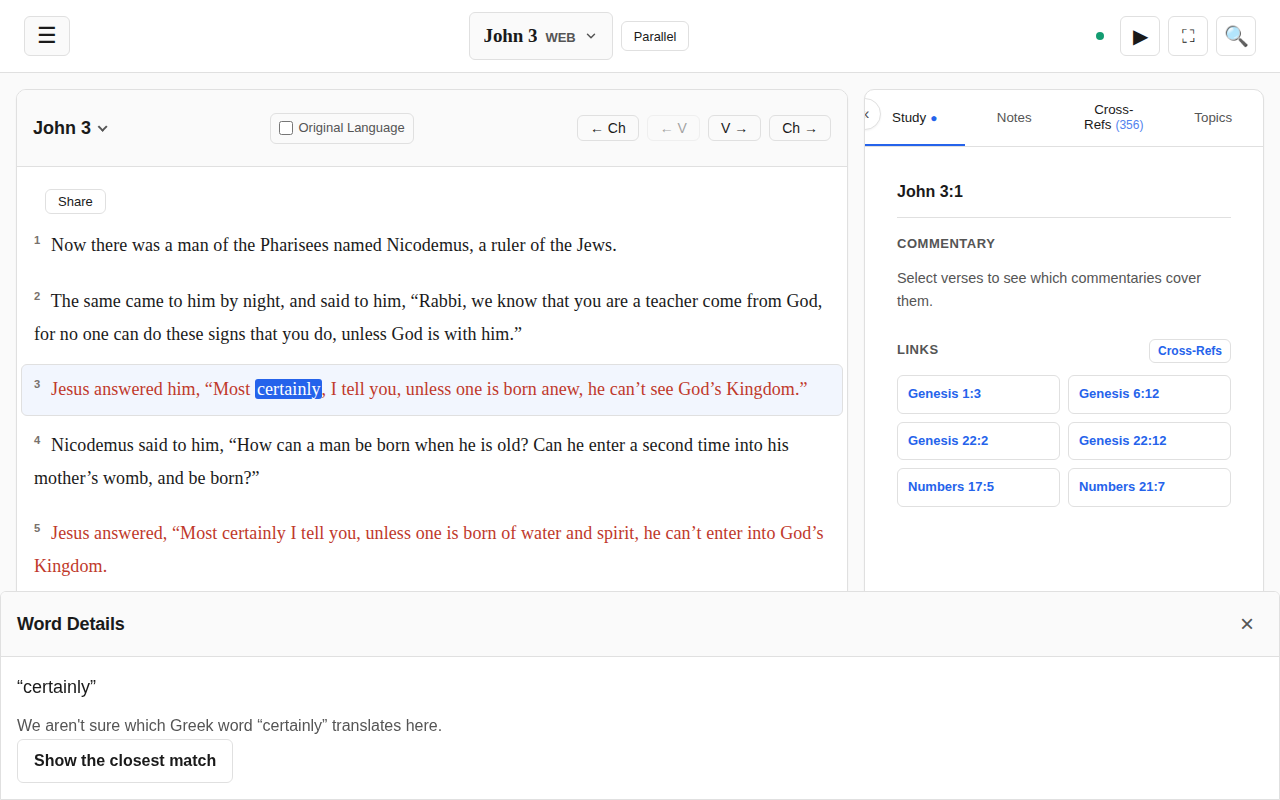 ☰
John 3 WEB
Parallel
▶
⛶
🔍
John 3
Original Language
← Ch
← V
V →
Ch →
Share
1 Now there was a man of the Pharisees named Nicodemus, a ruler of the Jews.
2 The same came to him by night, and said to him, “Rabbi, we know that you are a teacher come from God,
for no one can do these signs that you do, unless God is with him.”
3 Jesus answered him, “Most certainly, I tell you, unless one is born anew, he can’t see God’s Kingdom.”
4 Nicodemus said to him, “How can a man be born when he is old? Can he enter a second time into his
mother’s womb, and be born?”
5 Jesus answered, “Most certainly I tell you, unless one is born of water and spirit, he can’t enter into God’s
Kingdom.
‹
Study ●
Notes
Cross-
Refs (356)
Topics
John 3:1
COMMENTARY
Select verses to see which commentaries cover
them.
LINKS
Cross-Refs
Genesis 1:3
Genesis 6:12
Genesis 22:2
Genesis 22:12
Numbers 17:5
Numbers 21:7
Word Details
✕
“certainly”
We aren't sure which Greek word “certainly” translates here.
Show the closest match